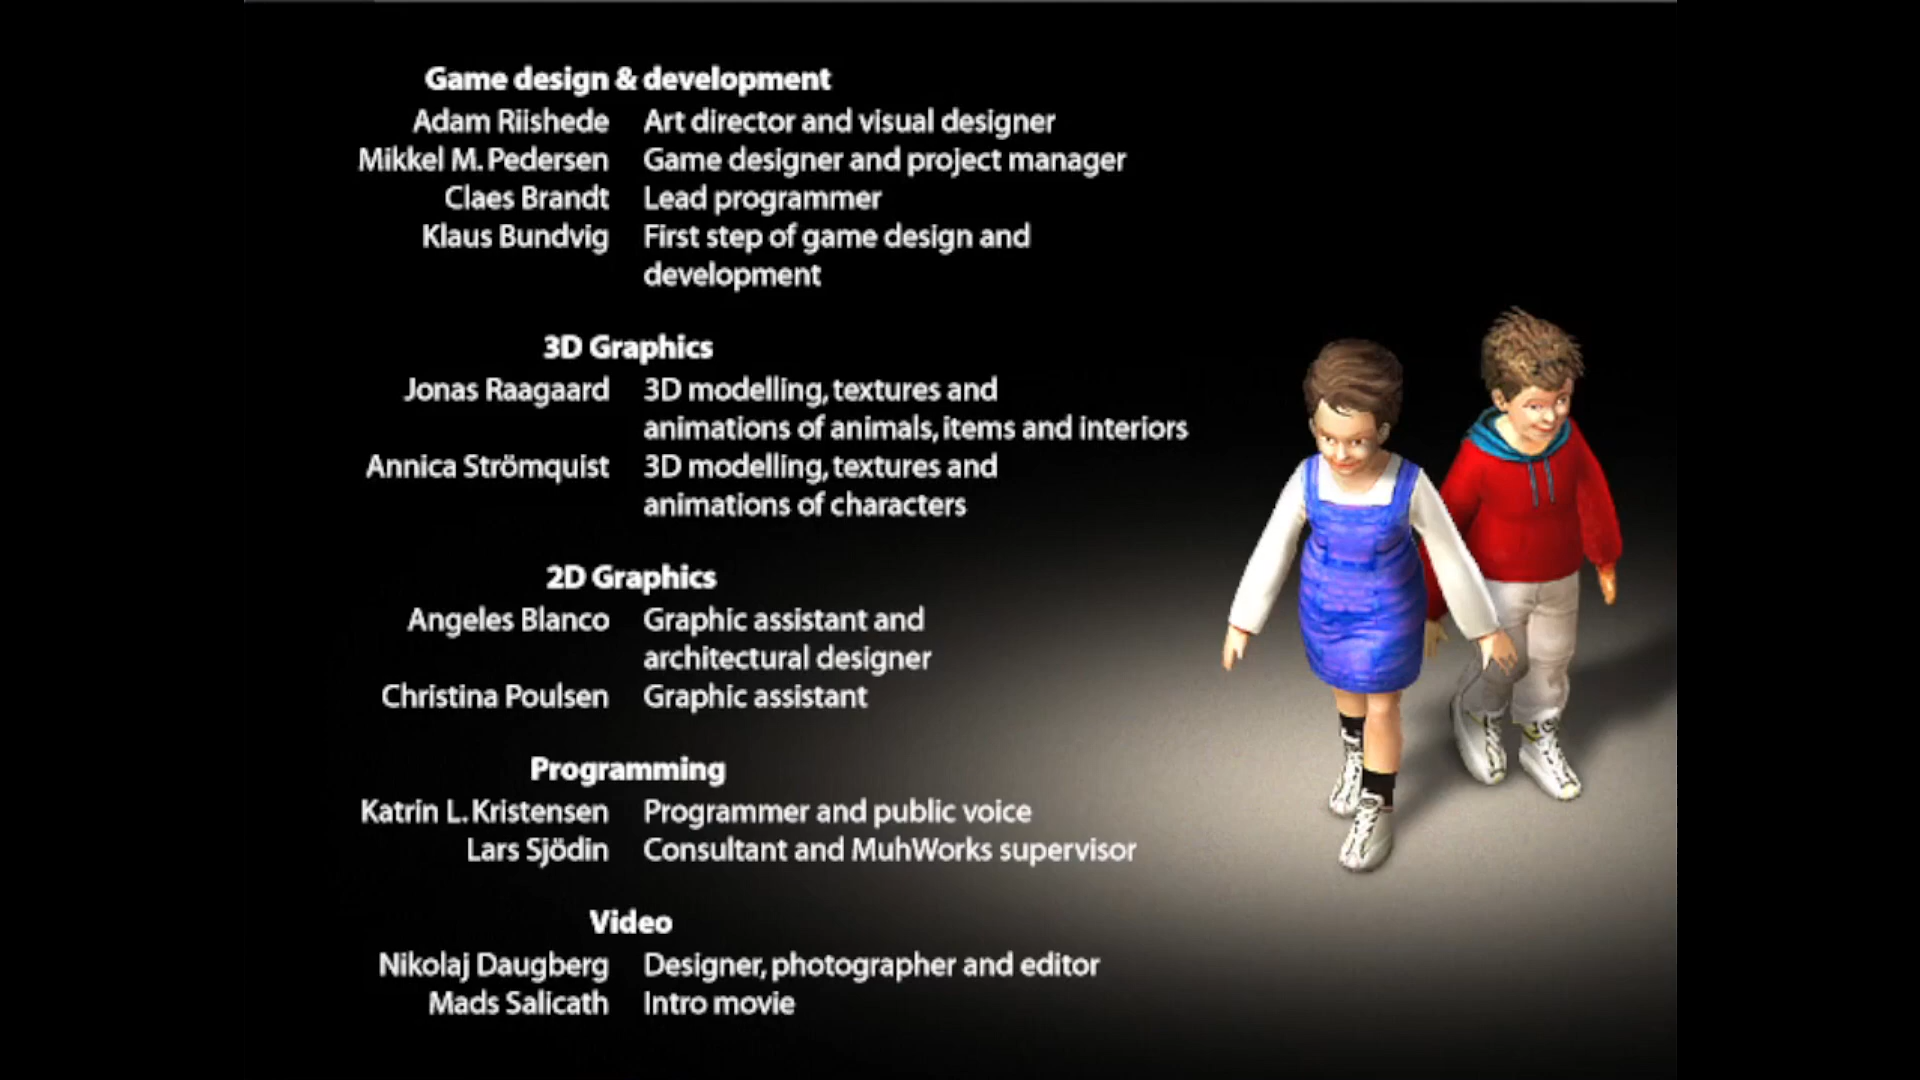 Game design & development
Adam Riishede Art director and visual designer
Mikkel M. Pedersen Game designer and project manager
Claes Brandt Lead programmer
Klaus Bundvig First step of game design and
development
3D Graphics
Jonas Raagaard 3D modelling, textures and
animations of animals, items and interiors
Annica Strömquist 3D modelling, textures and
animations of characters
2D Graphics
Angeles Blanco Graphic assistant and
architectural designer
Christina Poulsen Graphic assistant
Programming
Katrin L. Kristensen Programmer and public voice
Lars Sjödin Consultant and MuhWorks supervisor
Video
Nikolaj Daugberg Designer, photographer and editor
Mads Salicath Intro movie